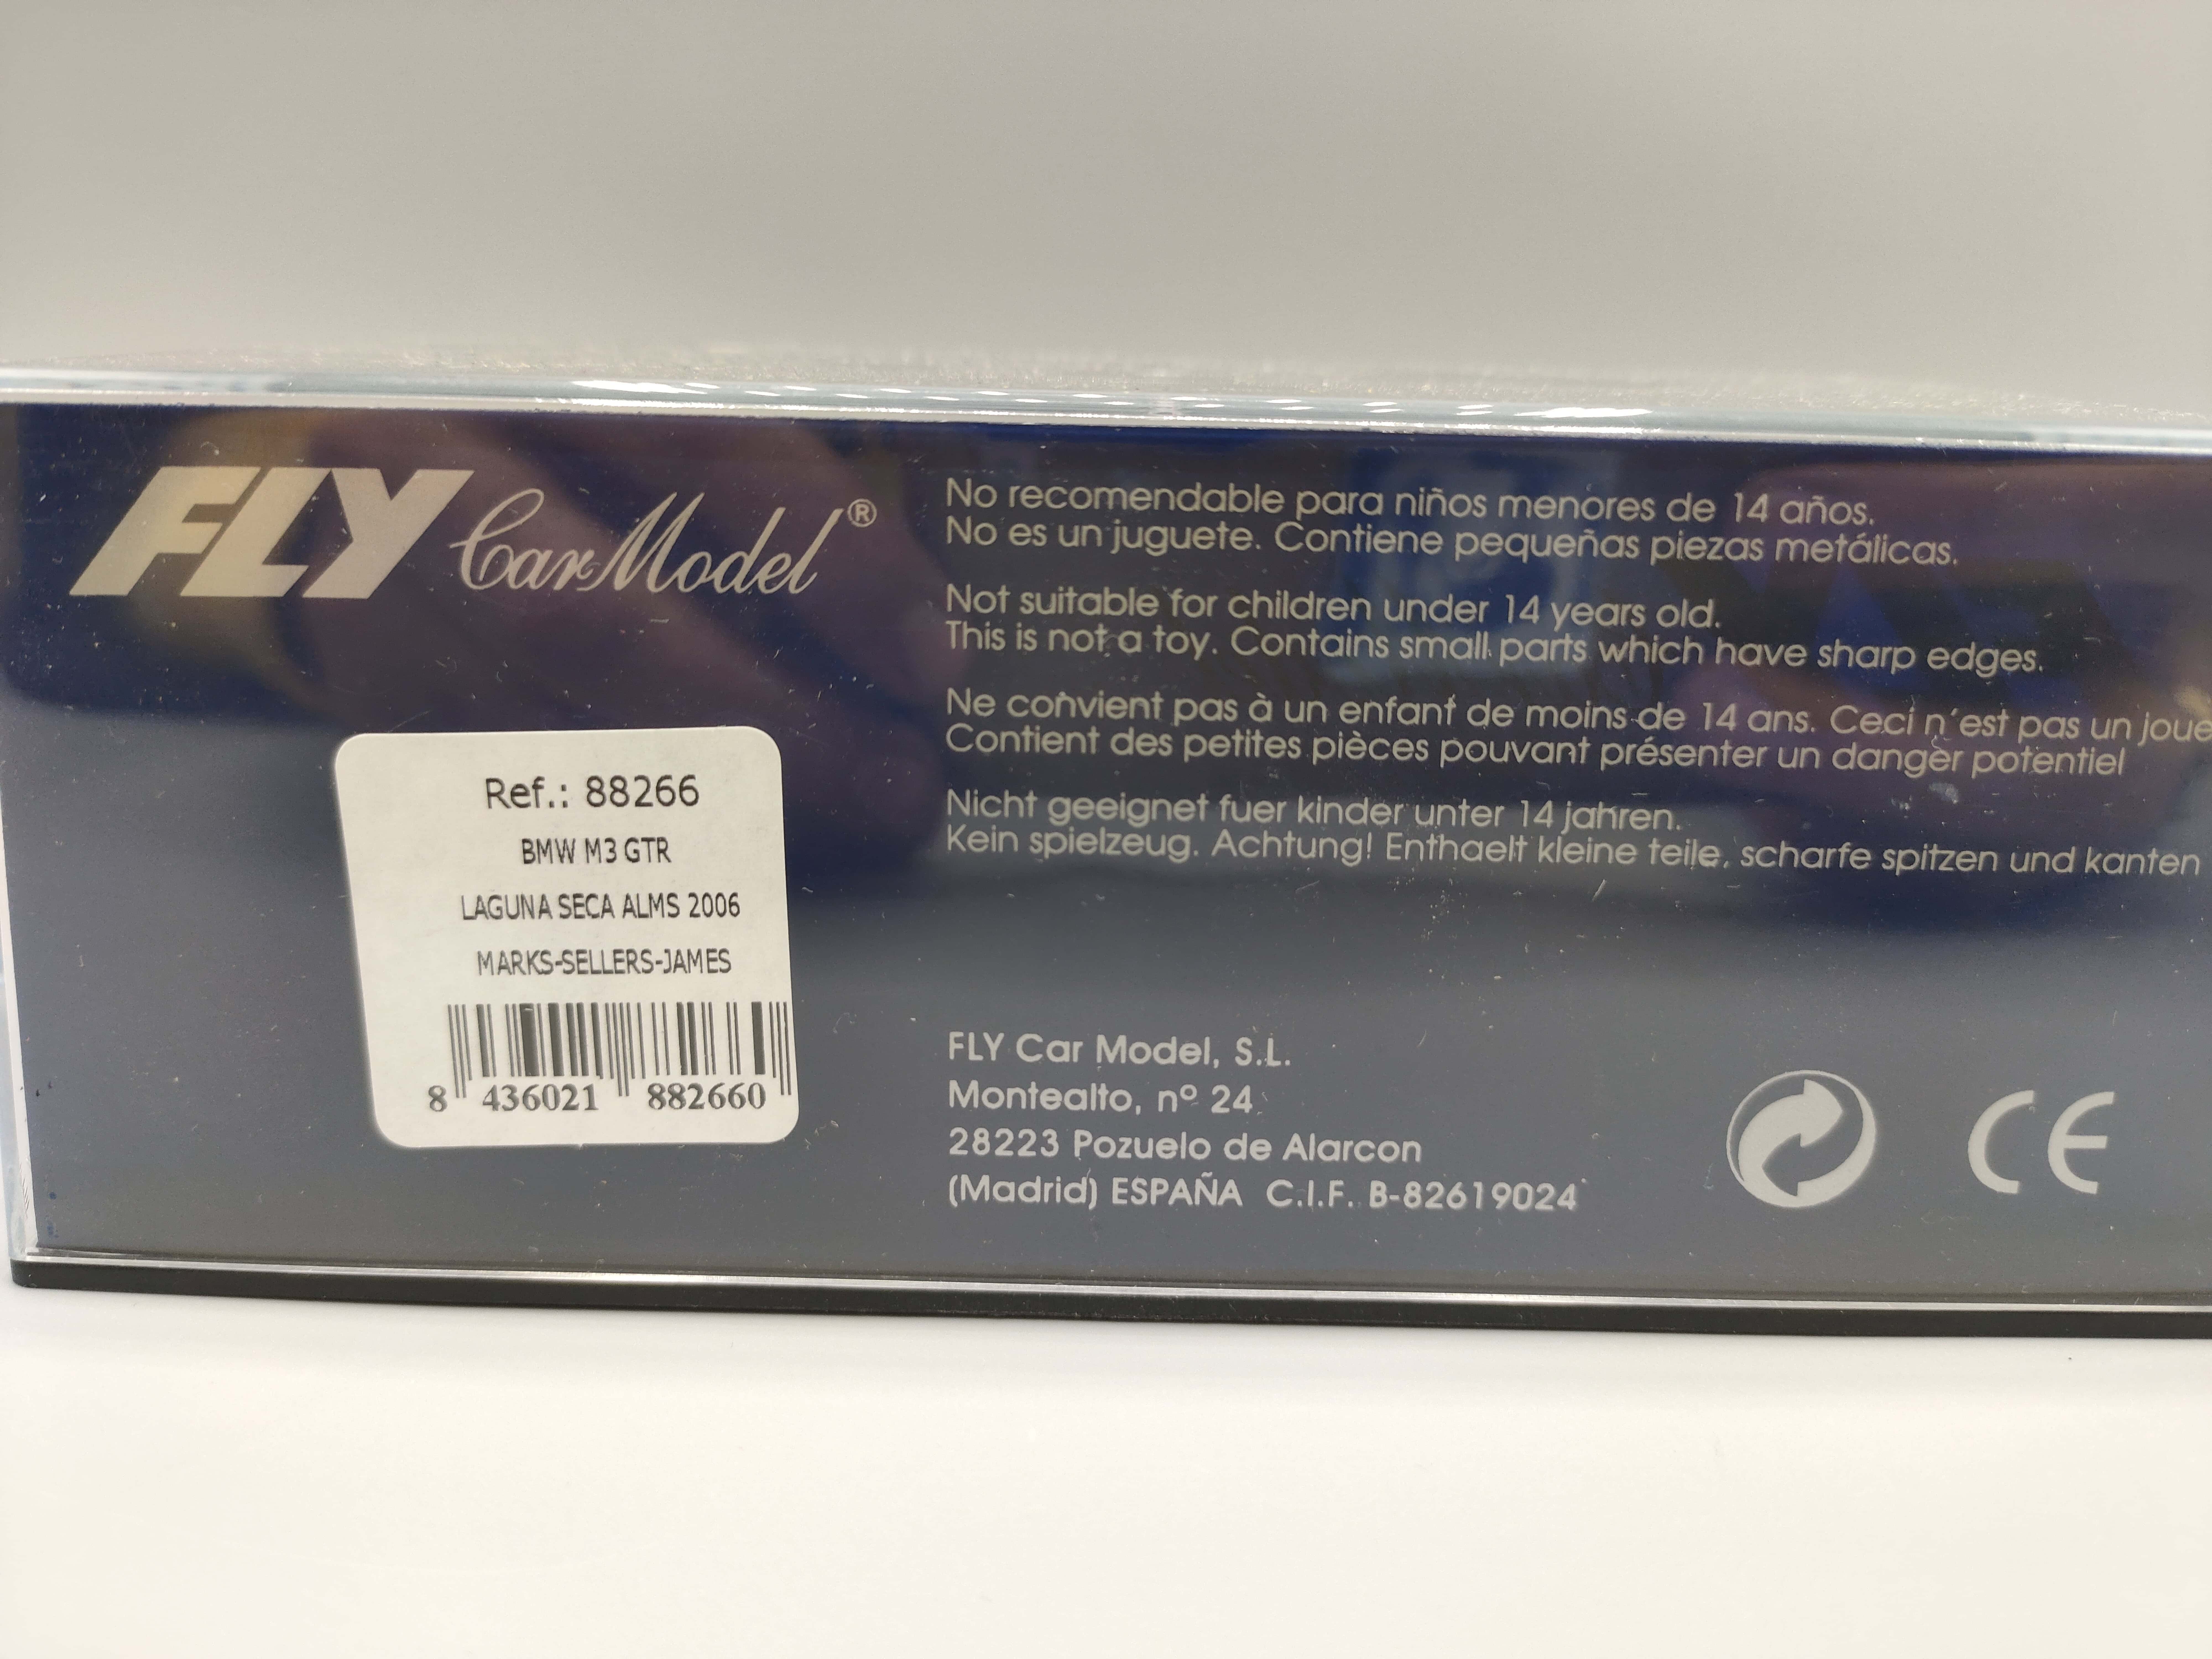 FLY Car Model®
Ref.: 88266
BMW M3 GTR
LAGUNA SECA ALMS 2006
MARKS-SELLERS-JAMES
8 436021 882660
No recomendable para niños menores de 14 años.
No es un juguete. Contiene pequeñas piezas metálicas.
Not suitable for children under 14 years old.
This is not a toy. Contains small parts which have sharp edges.
Ne convient pas à un enfant de moins de 14 ans. Ceci n'est pas un joue
Contient des petites pièces pouvant présenter un danger potentiel
Nicht geeignet fuer kinder unter 14 jahren.
Kein spielzeug. Achtung! Enthaelt kleine teile, scharfe spitzen und kanten
FLY Car Model, S.L.
Montealto, nº 24
28223 Pozuelo de Alarcon
(Madrid) ESPAÑA C.I.F. B-82619024
CE